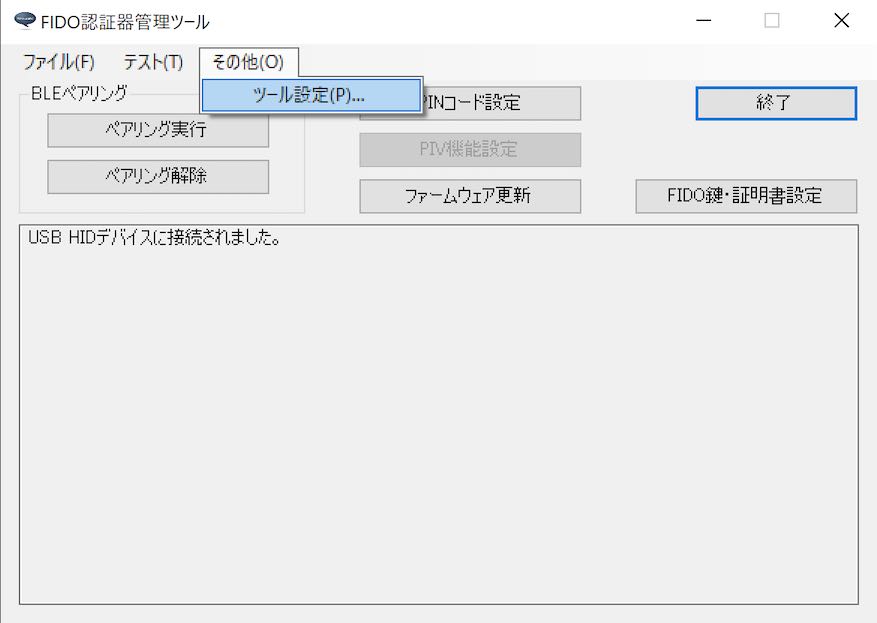 FIDO認証器管理ツール
ファイル(F) テスト(T) その他(O)
ツール設定(P)...
BLEペアリング
ペアリング実行
ペアリング解除
PINコード設定
PIV機能設定
ファームウェア更新
終了
FIDO鍵・証明書設定
USB HIDデバイスに接続されました。